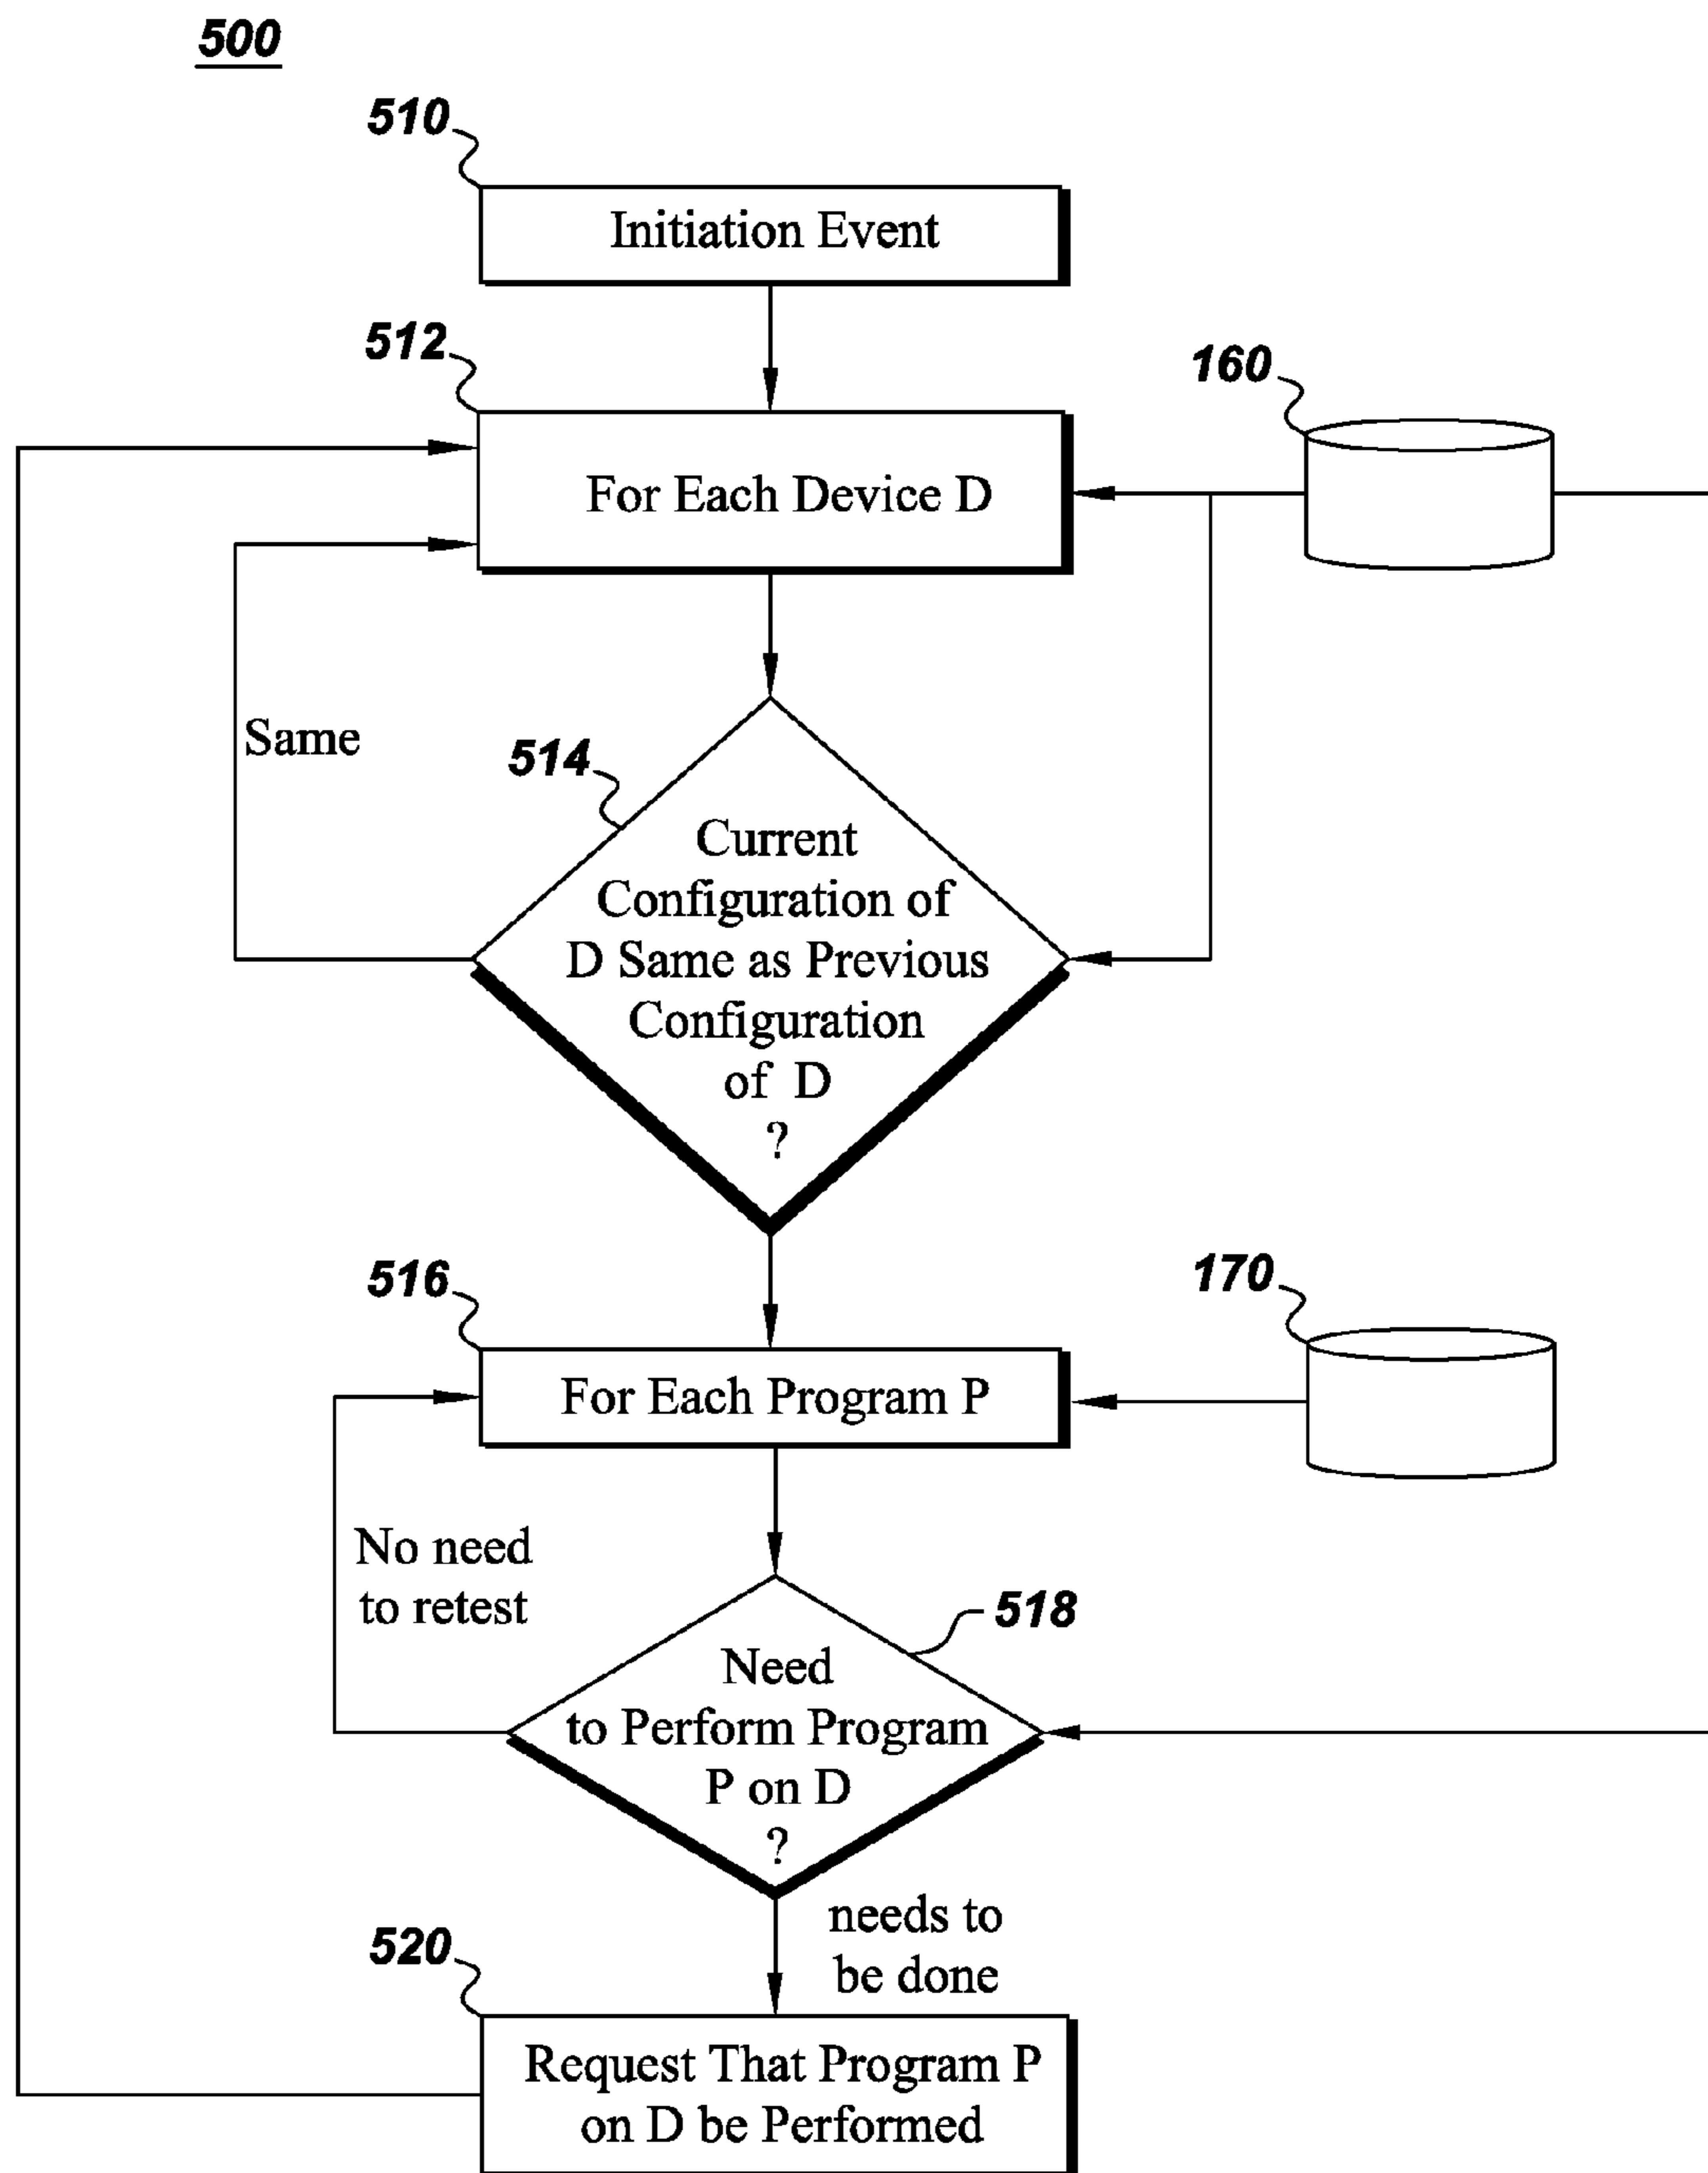 500
510
Initiation Event
512
160
For Each Device D
Same
514
Current
Configuration of
D Same as Previous
Configuration
of D
?
516
170
For Each Program P
No need
to retest
518
Need
to Perform Program
P on D
?
needs to
be done
520
Request That Program P
on D be Performed